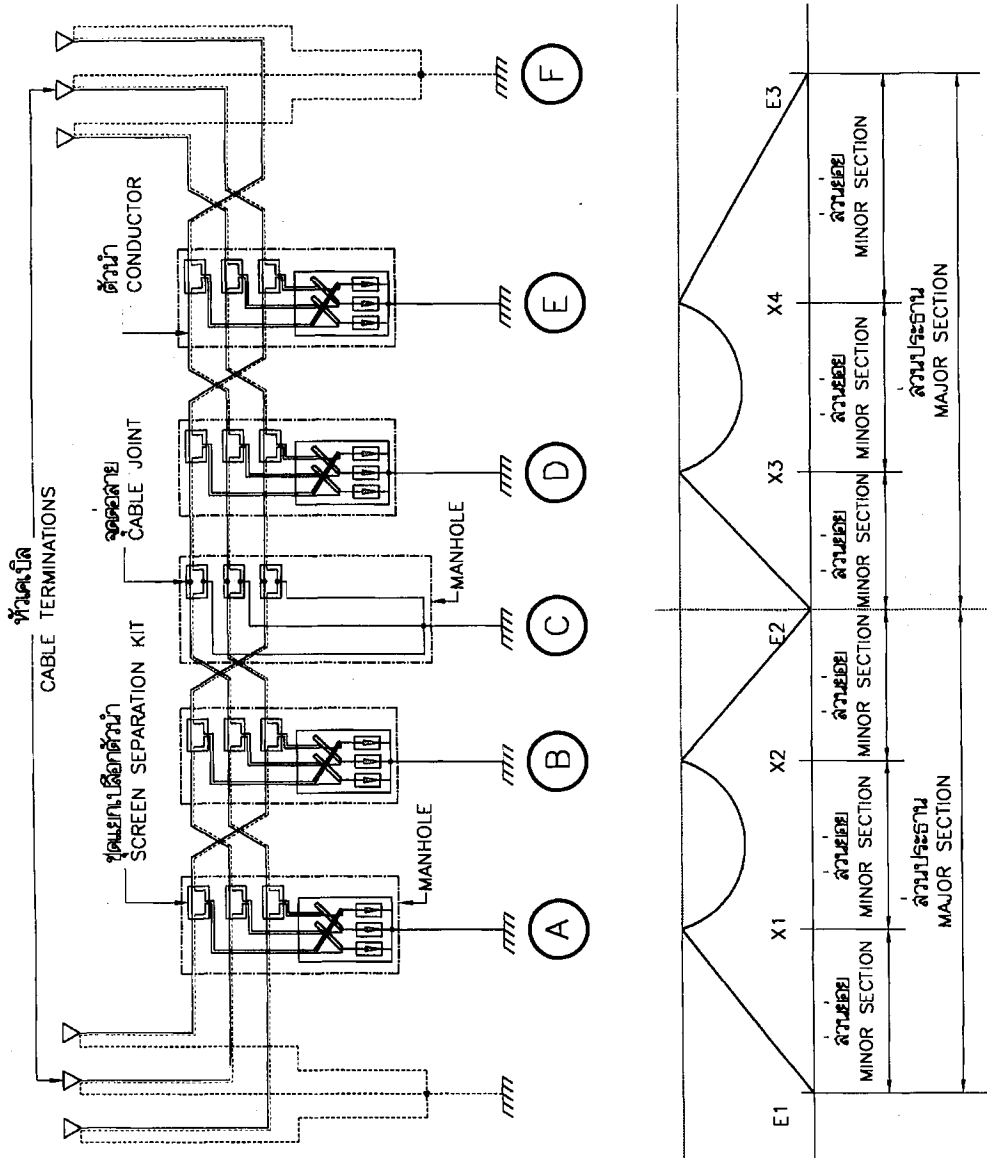 หัวเคเบิล
CABLE TERMINATIONS
ชุดแยกเปลือกตัวนำ
SCREEN SEPARATION KIT
จุดต่อสาย
CABLE JOINT
ตัวนำ
CONDUCTOR
MANHOLE
MANHOLE
A
B
C
D
E
F
E1
X1
X2
E2
X3
X4
E3
ส่วนย่อย
MINOR SECTION
ส่วนย่อย
MINOR SECTION
ส่วนย่อย
MINOR SECTION
ส่วนย่อย
MINOR SECTION
ส่วนย่อย
MINOR SECTION
ส่วนย่อย
MINOR SECTION
ส่วนประธาน
MAJOR SECTION
ส่วนประธาน
MAJOR SECTION